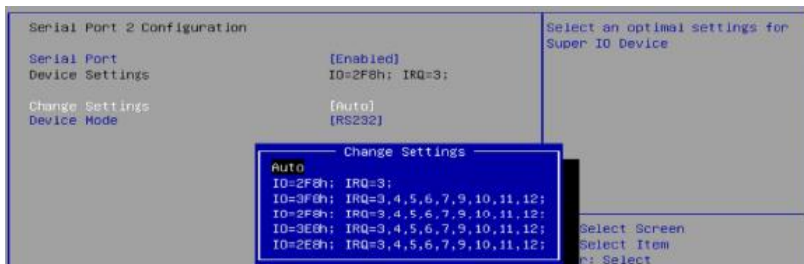 Serial Port 2 Configuration
Serial Port [Enabled]
Device Settings IO=2F8h; IRQ=3;
Change Settings [Auto]
Device Mode [RS232]
Select an optimal settings for
Super IO Device
Change Settings
Auto
IO=2F8h; IRQ=3;
IO=3F8h; IRQ=3,4,5,6,7,9,10,11,12;
IO=2F8h; IRQ=3,4,5,6,7,9,10,11,12;
IO=3E8h; IRQ=3,4,5,6,7,9,10,11,12;
IO=2E8h; IRQ=3,4,5,6,7,9,10,11,12;
Select Screen
Select Item
r: Select